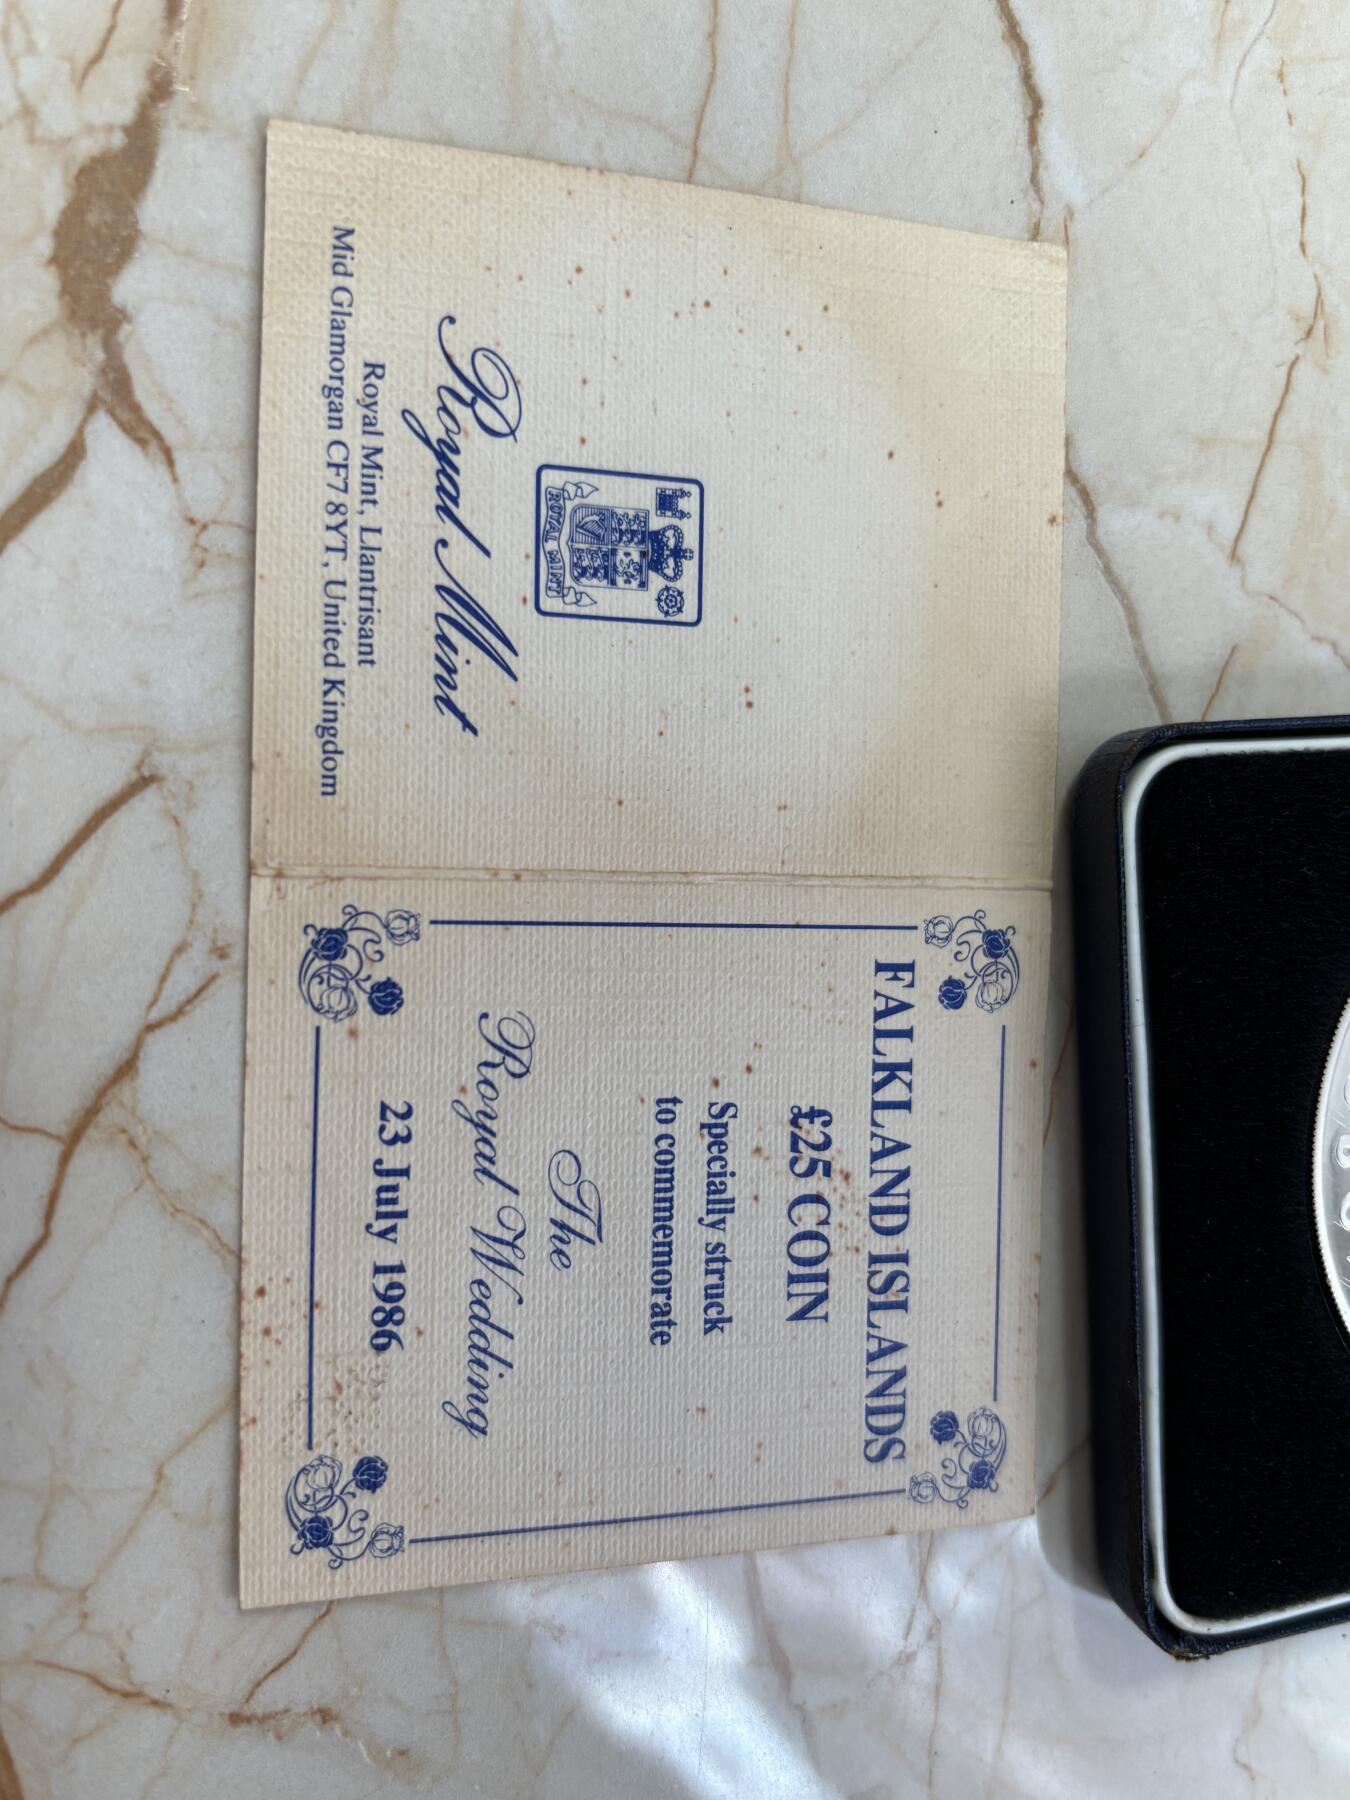 FALKLAND ISLANDS
£25 COIN
Specially struck
to commemorate
The
Royal Wedding
23 July 1986
ROYAL MINT
Royal Mint
Royal Mint, Llantrisant
Mid Glamorgan CF7 8YT, United Kingdom